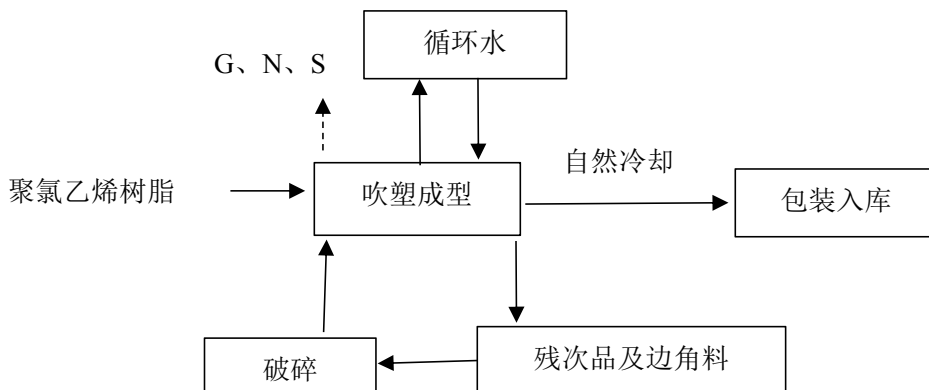 循环水
G、N、S
自然冷却
聚氯乙烯树脂
吹塑成型
包装入库
破碎
残次品及边角料